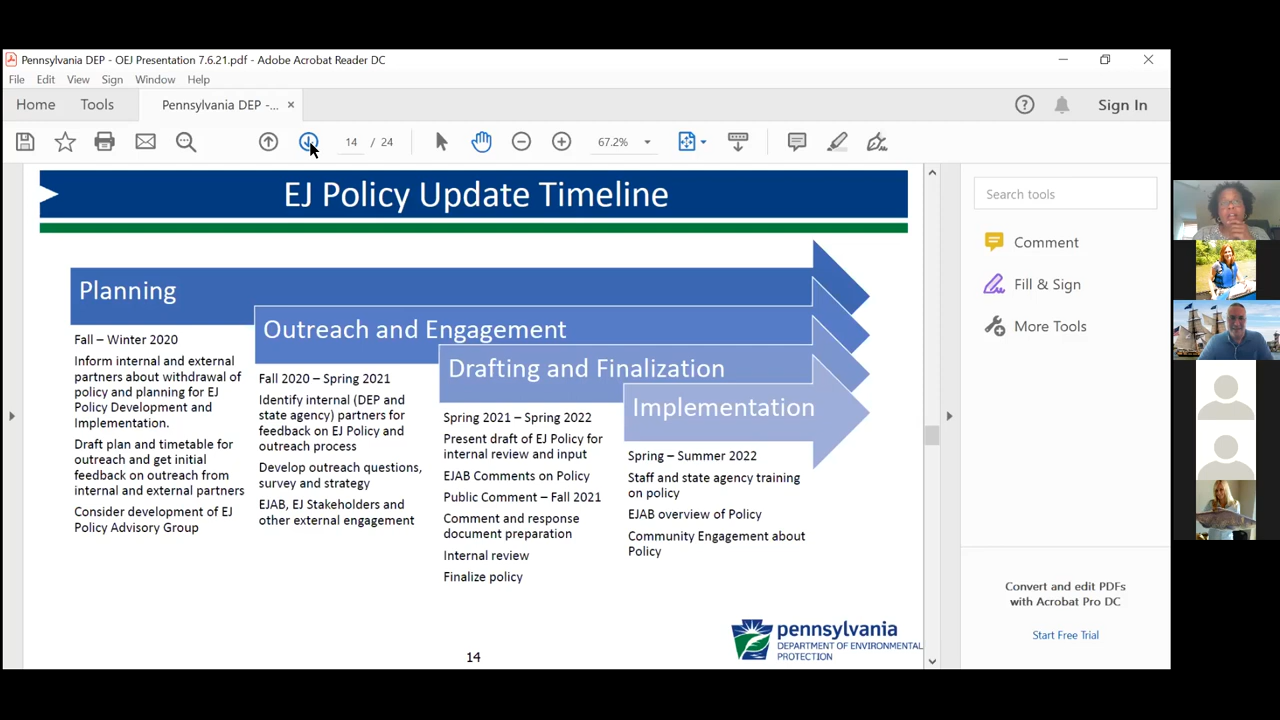 Pennsylvania DEP - OEJ Presentation 7.6.21.pdf - Adobe Acrobat Reader DC
File Edit View Sign Window Help
Home Tools Pennsylvania DEP -... × Sign In
14 / 24 67.2%
EJ Policy Update Timeline
Planning
Fall – Winter 2020
Inform internal and external
partners about withdrawal of
policy and planning for EJ
Policy Development and
Implementation.
Draft plan and timetable for
outreach and get initial
feedback on outreach from
internal and external partners
Consider development of EJ
Policy Advisory Group
Outreach and Engagement
Fall 2020 – Spring 2021
Identify internal (DEP and
state agency) partners for
feedback on EJ Policy and
outreach process
Develop outreach questions,
survey and strategy
EJAB, EJ Stakeholders and
other external engagement
Drafting and Finalization
Spring 2021 – Spring 2022
Present draft of EJ Policy for
internal review and input
EJAB Comments on Policy
Public Comment – Fall 2021
Comment and response
document preparation
Internal review
Finalize policy
Implementation
Spring – Summer 2022
Staff and state agency training
on policy
EJAB overview of Policy
Community Engagement about
Policy
pennsylvania
DEPARTMENT OF ENVIRONMENTAL
PROTECTION
14
Search tools
Comment
Fill & Sign
More Tools
Convert and edit PDFs
with Acrobat Pro DC
Start Free Trial